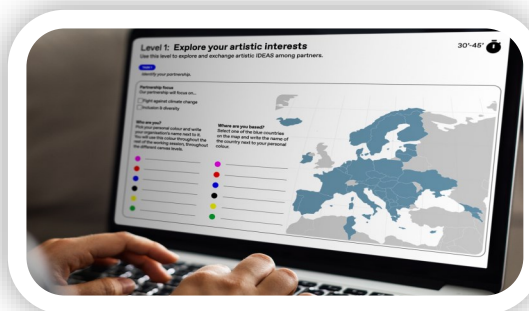 Level 1: Explore your artistic interests
30'-45'
Use this level to explore and exchange artistic IDEAS among partners.
Identify your partnership.
Partnership focus
Our partnership will focus on...
Fight against climate change
Inclusion & diversity
Who are you?
Pick your personal colour and write
your organisation's name next to it.
You will use this colour throughout the
rest of the working session, throughout
the different canvas levels.
Where are you based?
Select one of the blue countries
on the map and write the name of
the country next to your personal
colour.